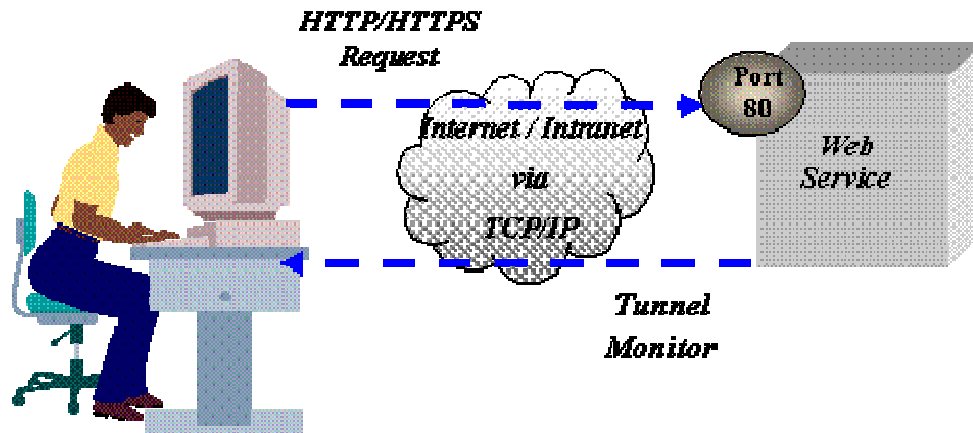 HTTP/HTTPS
Request
Port
80
Internet / Intranet
via
TCP/IP
Web
Service
Tunnel
Monitor